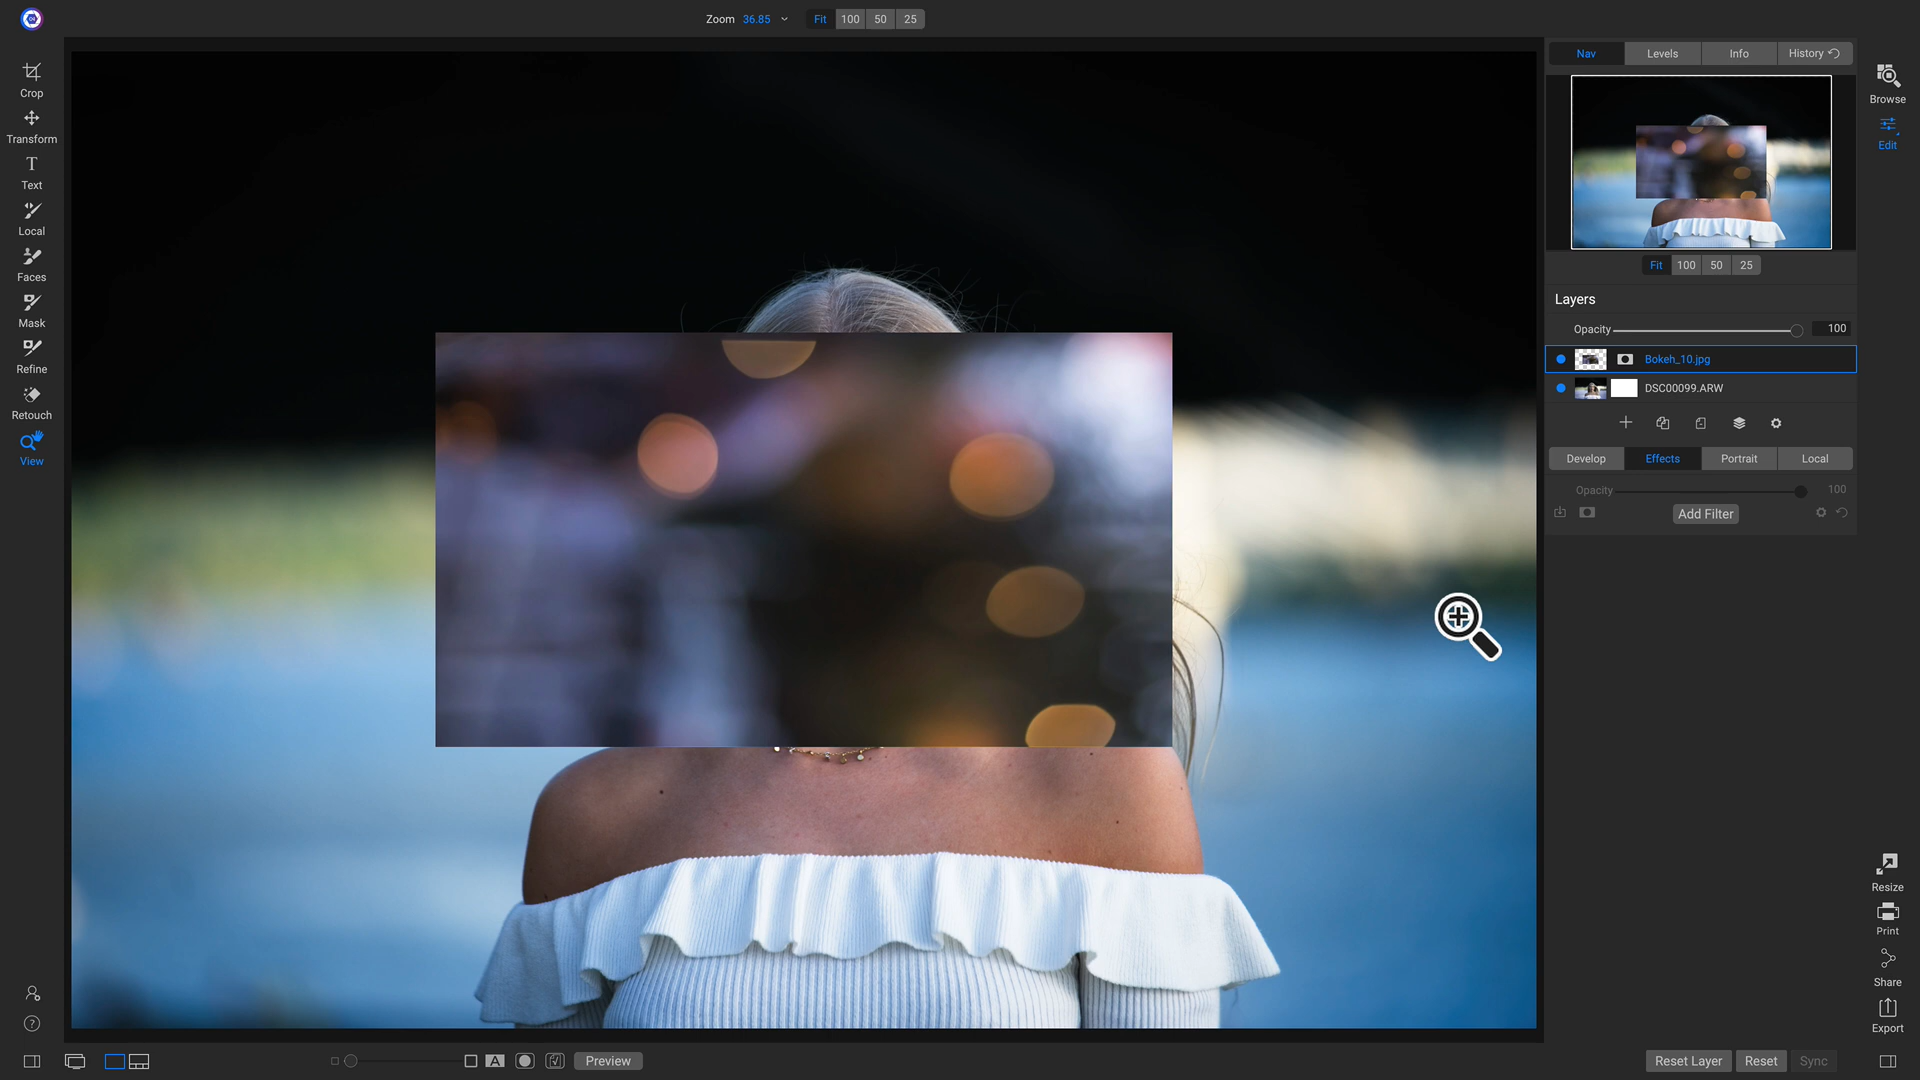 Zoom 36.85 Fit 100 50 25
Crop
Transform
Text
Local
Faces
Mask
Refine
Retouch
View
Nav Levels Info History
Fit 100 50 25
Layers
Opacity 100
Bokeh_10.jpg
DSC00099.ARW
Develop Effects Portrait Local
Opacity 100
Add Filter
Browse
Edit
Resize
Print
Share
Export
A Preview
Reset Layer Reset Sync